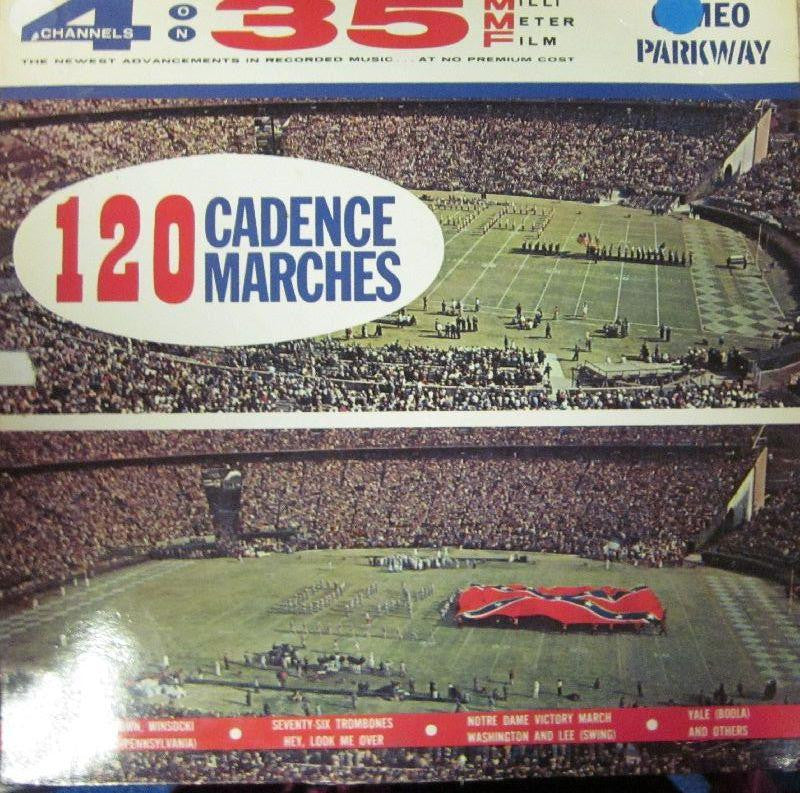 4 CHANNELS ON 35 MILLI
METER
FILM
PARKWAY
THE NEWEST ADVANCEMENTS IN RECORDED MUSIC... AT NO PREMIUM COST
120 CADENCE
MARCHES
WINSOCKI
SEVENTY-SIX TROMBONES
NOTRE DAME VICTORY MARCH
YALE (BOOLA)
PENNSYLVANIA)
HEY, LOOK ME OVER
WASHINGTON AND LEE (SWING)
AND OTHERS